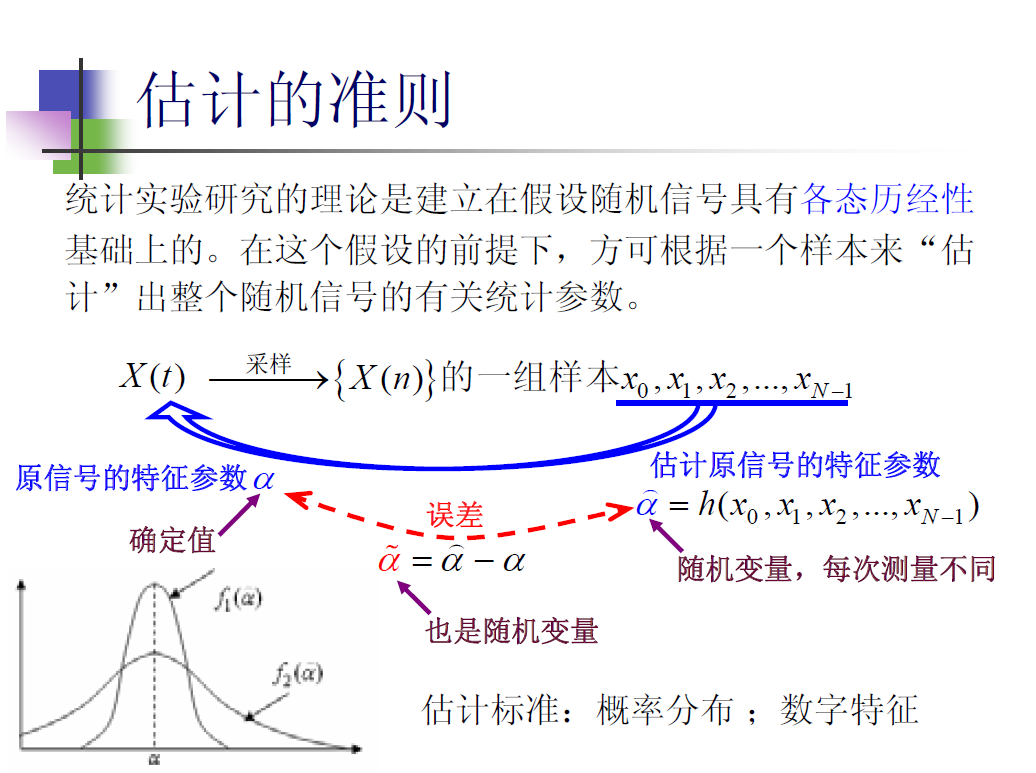 估计的准则
统计实验研究的理论是建立在假设随机信号具有各态历经性
基础上的。在这个假设的前提下，方可根据一个样本来“估
计”出整个随机信号的有关统计参数。
X(t) 采样 {X(n)}的一组样本x₀,x₁,x₂,...,x_{N−1}
原信号的特征参数α
估计原信号的特征参数
α̂ = h(x₀,x₁,x₂,...,x_{N−1})
误差
确定值
α̃ = α̂ − α
随机变量，每次测量不同
也是随机变量
f₁(α̂)
f₂(α̂)
α
估计标准：概率分布；数字特征